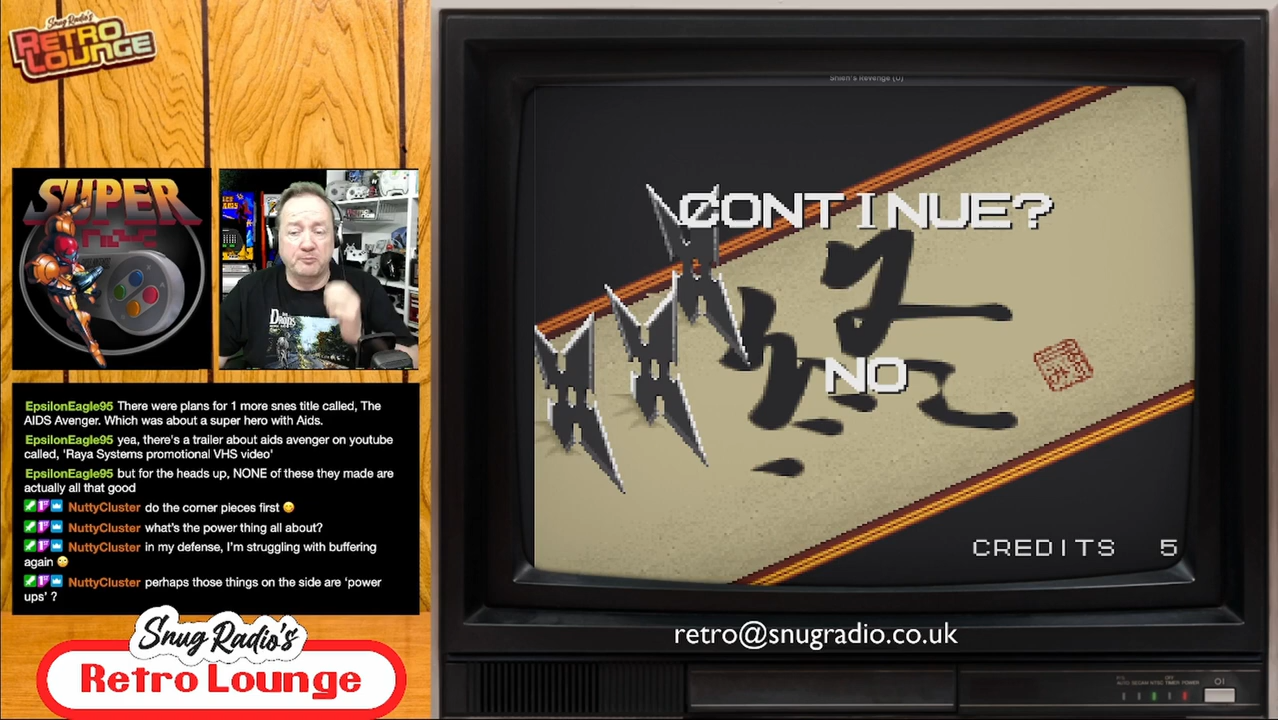 Snug Radio's
RETRO
LOUNGE
Shien's Revenge (U)
SUPER
CONTINUE?
NO
CREDITS 5
EpsilonEagle95 There were plans for 1 more snes title called, The
AIDS Avenger. Which was about a super hero with Aids.
EpsilonEagle95 yea, there's a trailer about aids avenger on youtube
called, 'Raya Systems promotional VHS video'
EpsilonEagle95 but for the heads up, NONE of these they made are
actually all that good
NuttyCluster do the corner pieces first
NuttyCluster what's the power thing all about?
NuttyCluster in my defense, I'm struggling with buffering
again
NuttyCluster perhaps those things on the side are 'power
ups' ?
Snug Radio's
Retro Lounge
retro@snugradio.co.uk